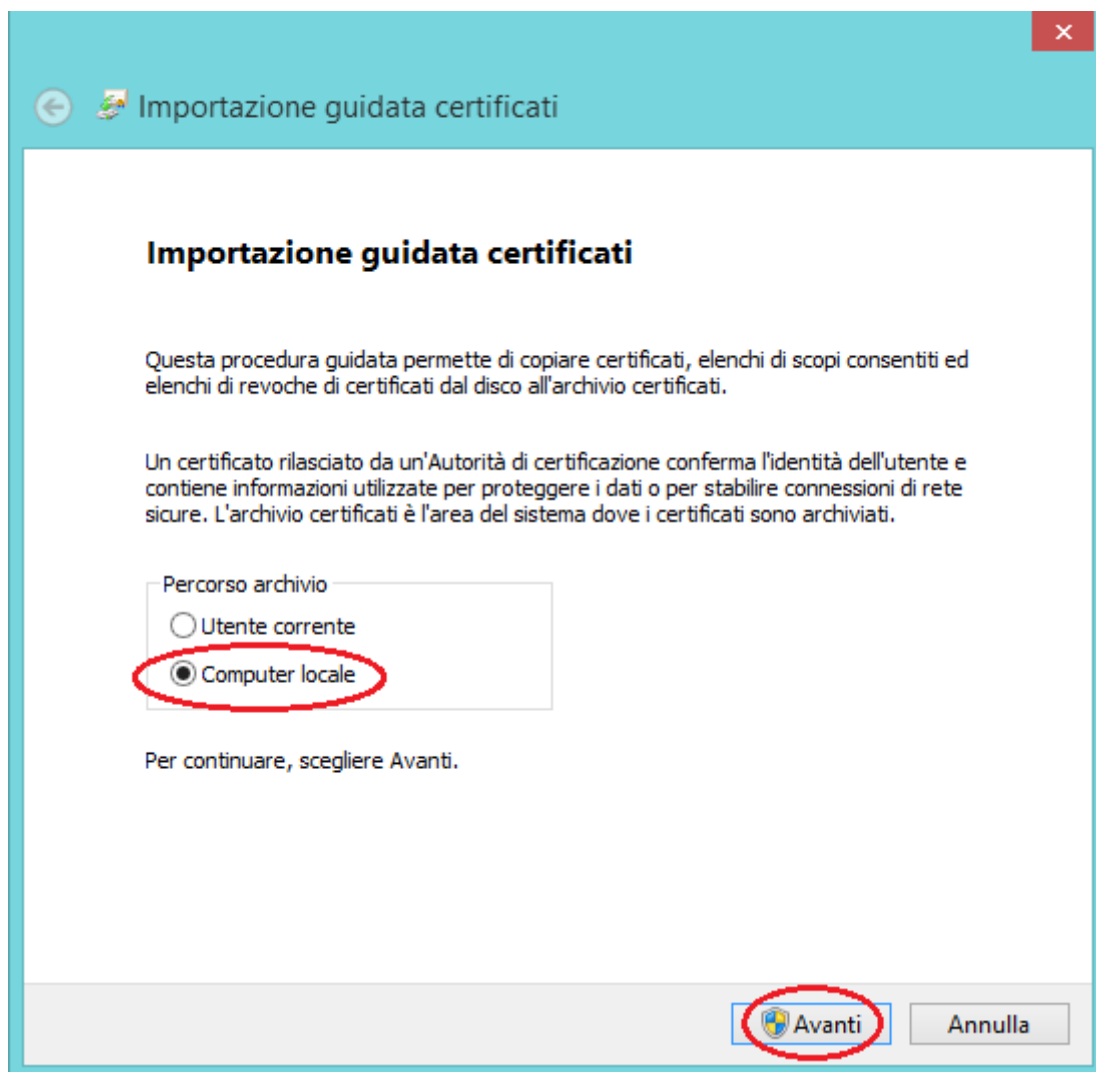 Importazione guidata certificati
Importazione guidata certificati
Questa procedura guidata permette di copiare certificati, elenchi di scopi consentiti ed
elenchi di revoche di certificati dal disco all'archivio certificati.
Un certificato rilasciato da un'Autorità di certificazione conferma l'identità dell'utente e
contiene informazioni utilizzate per proteggere i dati o per stabilire connessioni di rete
sicure. L'archivio certificati è l'area del sistema dove i certificati sono archiviati.
Percorso archivio
Utente corrente
Computer locale
Per continuare, scegliere Avanti.
Avanti
Annulla